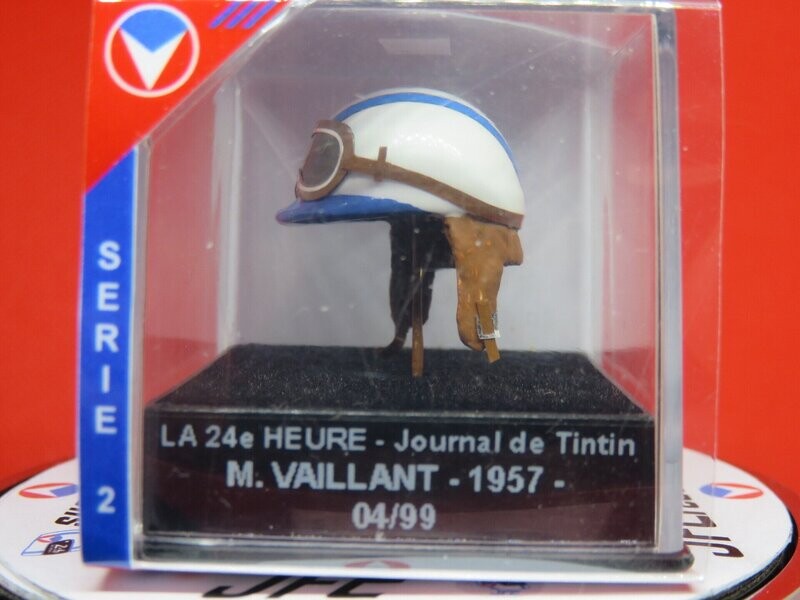 SERIE 2
LA 24e HEURE - Journal de Tintin
M. VAILLANT - 1957 -
04/99